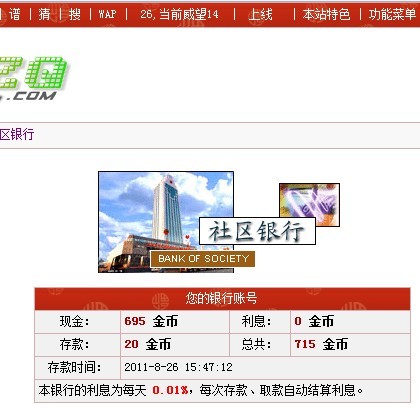 谱 | 猜 | 搜 | WAP 26,当前威望14 | 上线 | 本站特色 | 功能菜单
.COM
区银行
社区银行
BANK OF SOCIETY
您的银行账号
现金： 695 金币 利息： 0 金币
存款： 20 金币 总共： 715 金币
存款时间： 2011-8-26 15:47:12
本银行的利息为每天 0.01%，每次存款、取款自动结算利息。